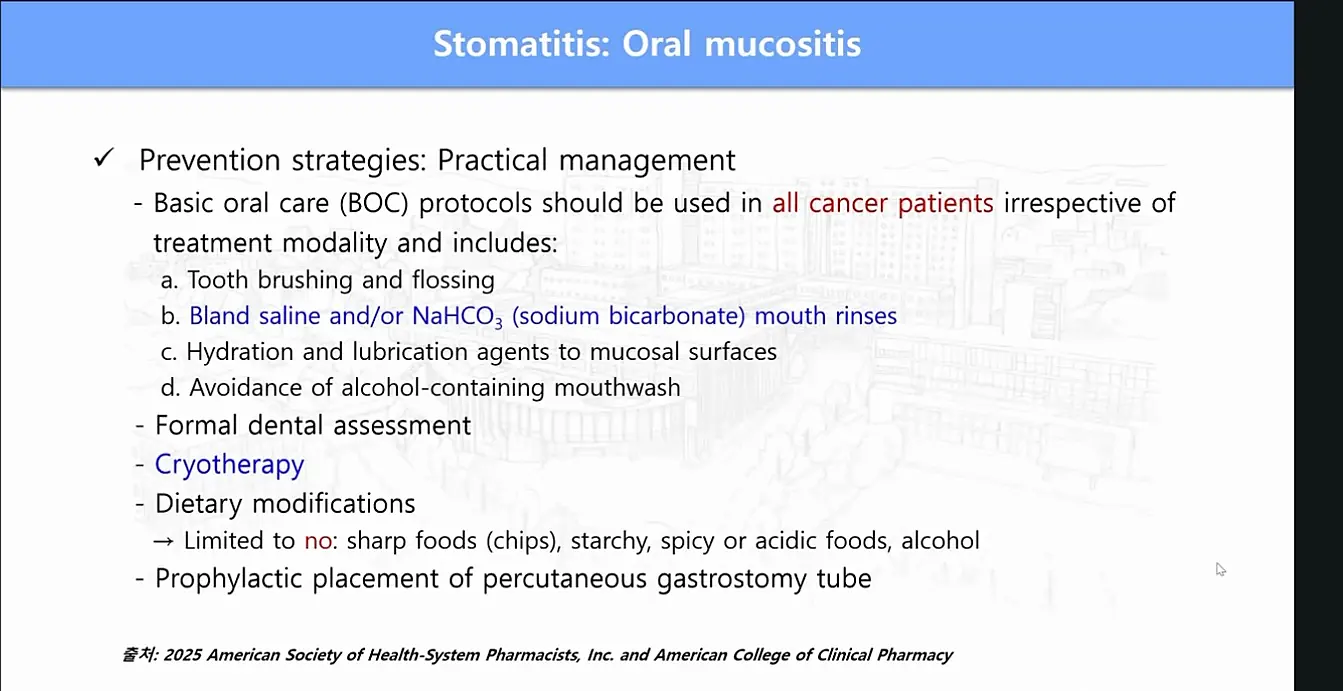 Stomatitis: Oral mucositis
✓ Prevention strategies: Practical management
- Basic oral care (BOC) protocols should be used in all cancer patients irrespective of
treatment modality and includes:
a. Tooth brushing and flossing
b. Bland saline and/or NaHCO₃ (sodium bicarbonate) mouth rinses
c. Hydration and lubrication agents to mucosal surfaces
d. Avoidance of alcohol-containing mouthwash
- Formal dental assessment
- Cryotherapy
- Dietary modifications
→ Limited to no: sharp foods (chips), starchy, spicy or acidic foods, alcohol
- Prophylactic placement of percutaneous gastrostomy tube
출처: 2025 American Society of Health-System Pharmacists, Inc. and American College of Clinical Pharmacy